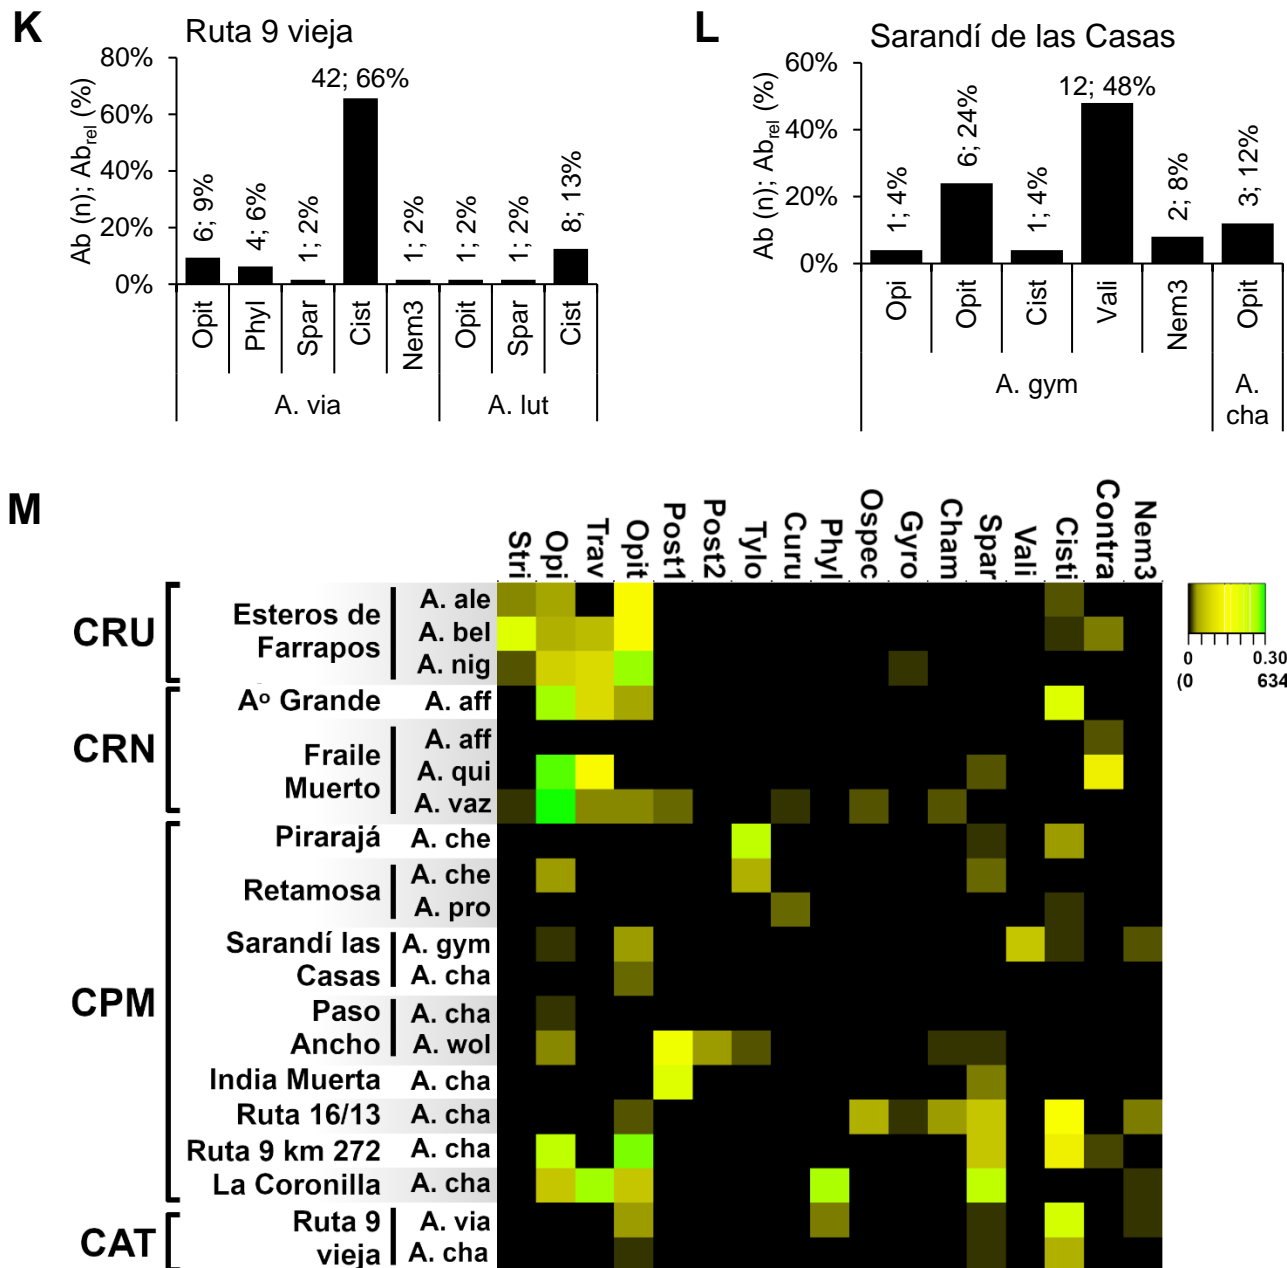 K
Ruta 9 vieja
Ab (n); Abrel (%)
80%
60%
40%
20%
0%
6; 9%
4; 6%
1; 2%
42; 66%
1; 2%
1; 2%
1; 2%
8; 13%
Opit
Phyl
Spar
Cist
Nem3
Opit
Spar
Cist
A. via
A. lut
L
Sarandí de las Casas
Ab (n); Abrel (%)
60%
40%
20%
0%
1; 4%
6; 24%
1; 4%
12; 48%
2; 8%
3; 12%
Opi
Opit
Cist
Vali
Nem3
Opit
A. gym
A.
cha
M
Stri
Opi
Trav
Opit
Post1
Post2
Tylo
Curu
Phyl
Ospec
Gyro
Cham
Spar
Vali
Cisti
Contra
Nem3
0 0.30
(0 634
CRU
Esteros de
Farrapos
A. ale
A. bel
A. nig
CRN
Aº Grande
A. aff
Fraile
Muerto
A. aff
A. qui
A. vaz
CPM
Pirarajá
A. che
Retamosa
A. che
A. pro
Sarandí las
Casas
A. gym
A. cha
Paso
Ancho
A. cha
A. wol
India Muerta
A. cha
Ruta 16/13
A. cha
Ruta 9 km 272
A. cha
La Coronilla
A. cha
CAT
Ruta 9
vieja
A. via
A. cha